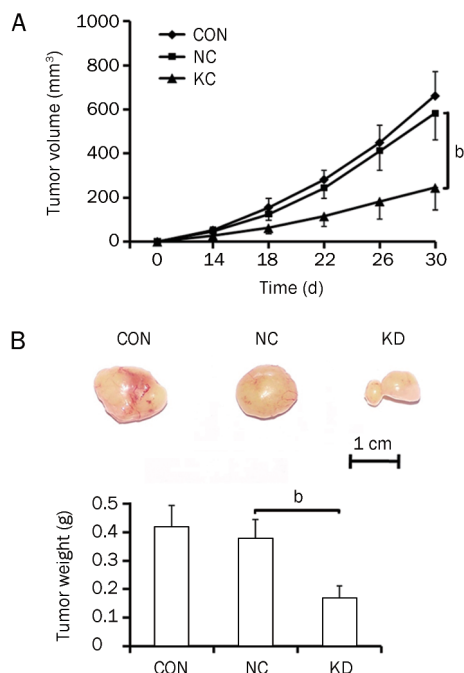 A
Tumor volume (mm³)
1000
800
600
400
200
0
CON
NC
KC
b
0 14 18 22 26 30
Time (d)
B
CON NC KD
1 cm
Tumor weight (g)
0.5
0.4
0.3
0.2
0.1
0
b
CON NC KD